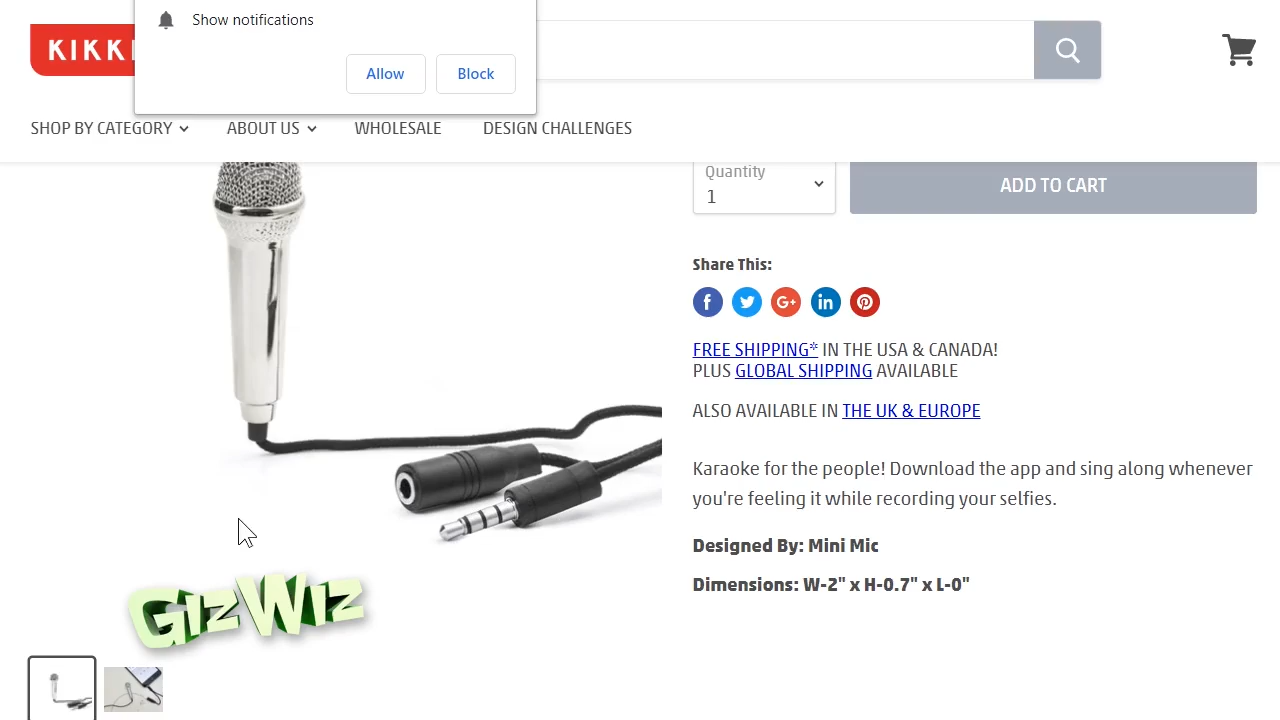 Show notifications
Allow
Block
KIKK
SHOP BY CATEGORY
ABOUT US
WHOLESALE
DESIGN CHALLENGES
Quantity
1
ADD TO CART
Share This:
FREE SHIPPING* IN THE USA & CANADA!
PLUS GLOBAL SHIPPING AVAILABLE
ALSO AVAILABLE IN THE UK & EUROPE
Karaoke for the people! Download the app and sing along whenever
you're feeling it while recording your selfies.
Designed By: Mini Mic
Dimensions: W-2" x H-0.7" x L-0"
GIZWIZ